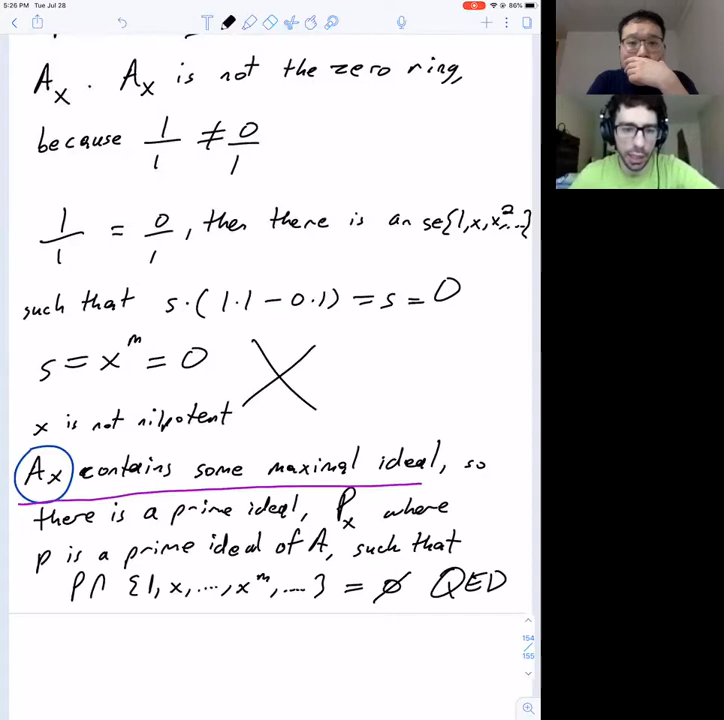 5:26 PM Tue Jul 28
86%
A_x . A_x is not the zero ring,
because 1/1 ≠ 0/1
1/1 = 0/1, then there is an s∈{1,x,x²,...}
such that s·(1·1-0·1)=s=0
s=x^m=0
x is not nilpotent
A_x contains some maximal ideal, so
there is a prime ideal, P_x where
p is a prime ideal of A, such that
P∩ {1,x,...,x^m,....} = ∅ QED
154
155